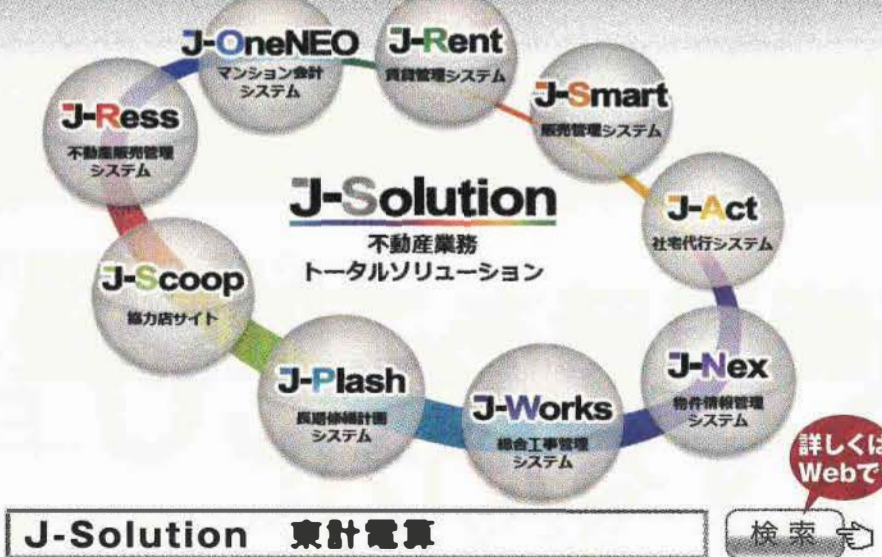 J-OneNEO
マンション会計
システム
J-Rent
賃貸管理システム
J-Smart
販売管理システム
J-Ress
不動産販売管理
システム
J-Act
社宅代行システム
J-Solution
不動産業務
トータルソリューション
J-Scoop
協力店サイト
J-Nex
物件情報管理
システム
J-Plash
長期修繕計画
システム
J-Works
総合工事管理
システム
詳しくは
Webで
J-Solution 東計電算
検索